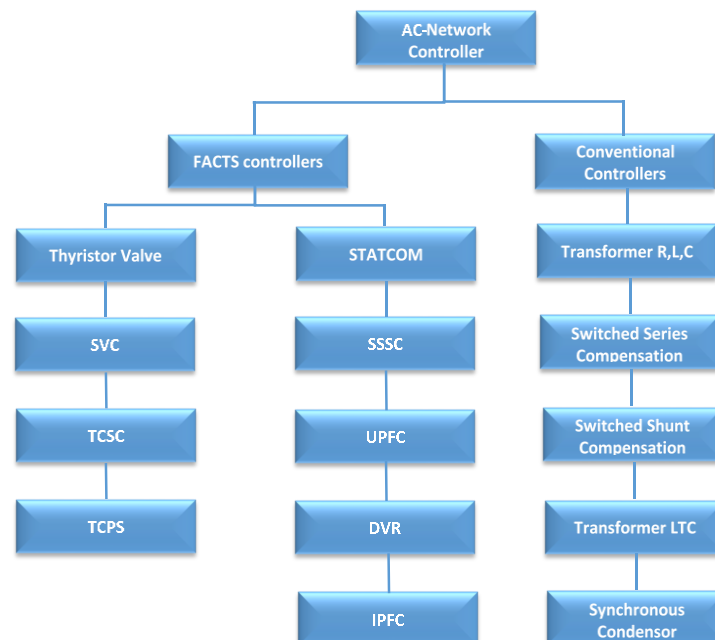 AC-Network
Controller
FACTS controllers
Conventional
Controllers
Thyristor Valve
STATCOM
Transformer R,L,C
SVC
SSSC
Switched Series
Compensation
TCSC
UPFC
Switched Shunt
Compensation
TCPS
DVR
Transformer LTC
IPFC
Synchronous
Condensor